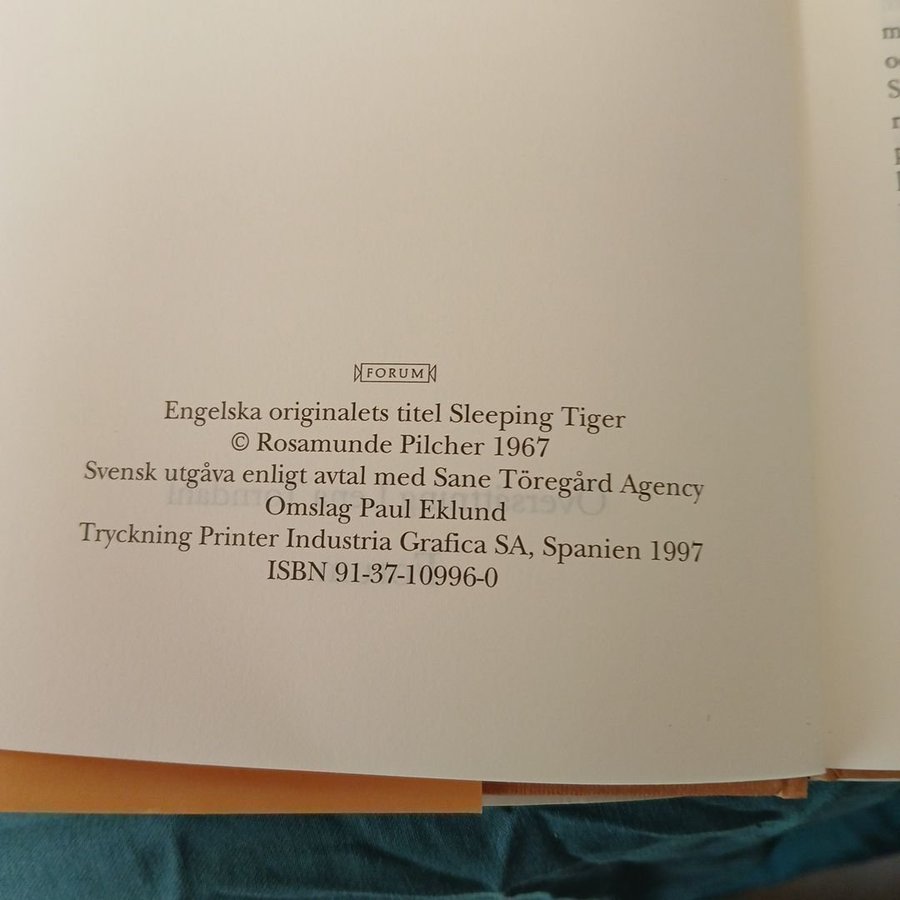 FORUM
Engelska originalets titel Sleeping Tiger
© Rosamunde Pilcher 1967
Svensk utgåva enligt avtal med Sane Töregård Agency
Omslag Paul Eklund
Tryckning Printer Industria Grafica SA, Spanien 1997
ISBN 91-37-10996-0